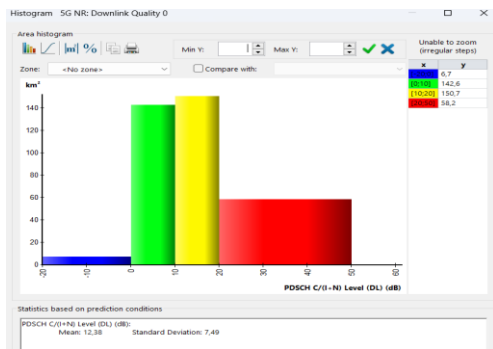 Histogram 5G NR: Downlink Quality 0
Area histogram
Min Y:
Max Y:
Unable to zoom
(irregular steps)
Zone:
<No zone>
Compare with:
x y
6,7
[0;10[ 142,6
[10;20[ 150,7
58,2
km²
140
120
100
80
60
40
20
0
-20 -10 0 10 20 30 40 50 60
PDSCH C/(I+N) Level (DL) (dB)
Statistics based on prediction conditions
PDSCH C/(I+N) Level (DL) (dB):
Mean: 12,38 Standard Deviation: 7,49